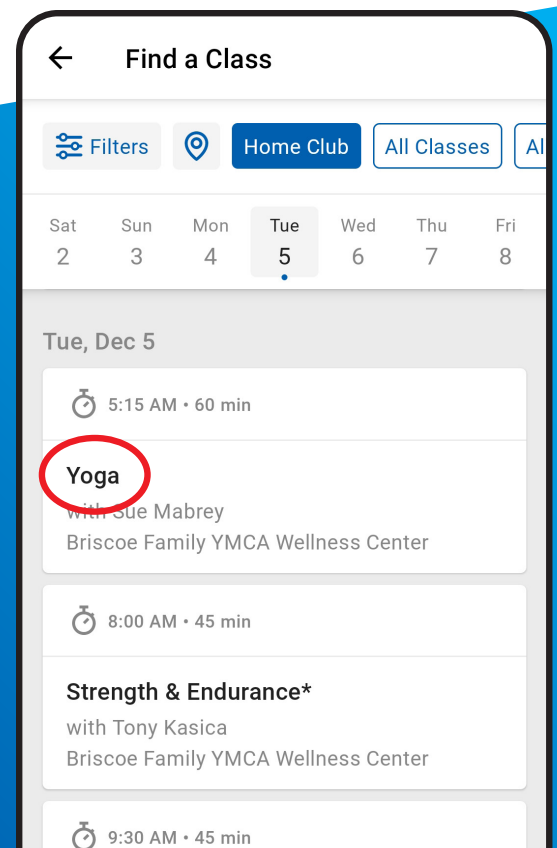 Find a Class
Filters Home Club All Classes Al
Sat Sun Mon Tue Wed Thu Fri
2 3 4 5 6 7 8
Tue, Dec 5
5:15 AM • 60 min
Yoga
with Sue Mabrey
Briscoe Family YMCA Wellness Center
8:00 AM • 45 min
Strength & Endurance*
with Tony Kasica
Briscoe Family YMCA Wellness Center
9:30 AM • 45 min